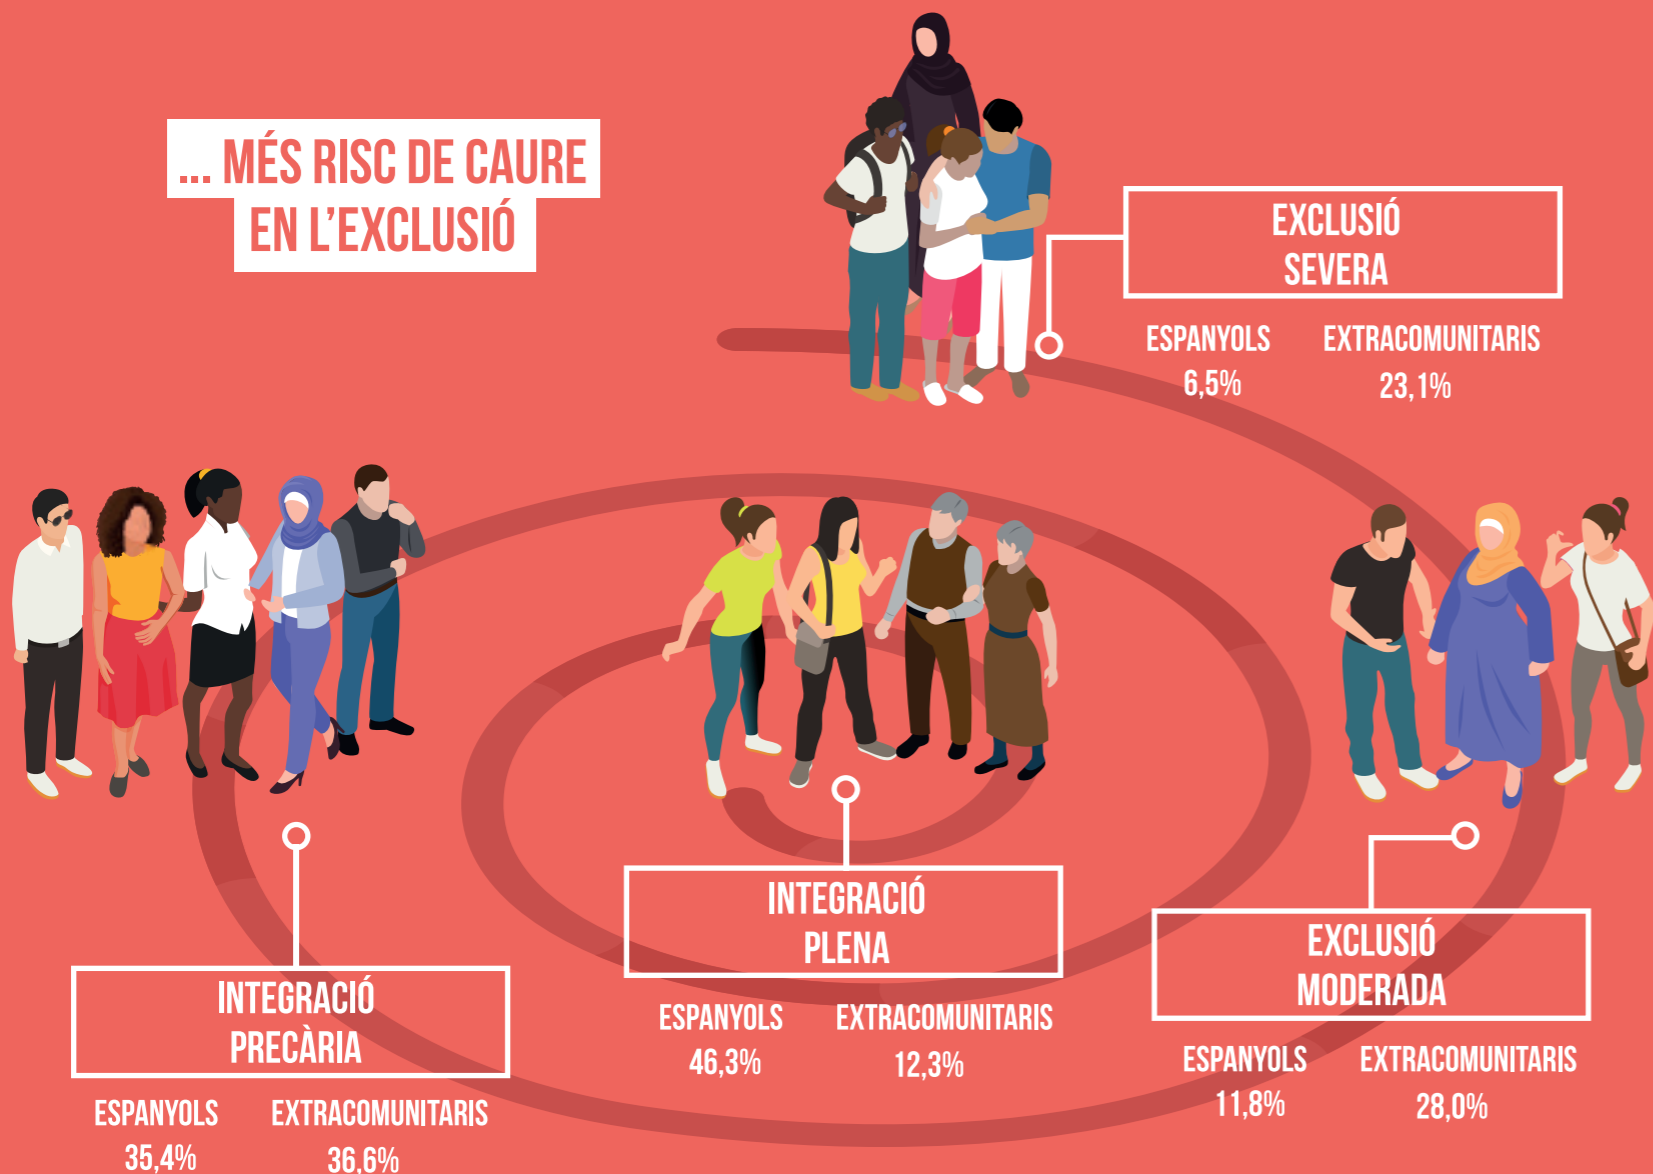 ... MÉS RISC DE CAURE
EN L'EXCLUSIÓ
EXCLUSIÓ
SEVERA
ESPANYOLS EXTRACOMUNITARIS
6,5% 23,1%
INTEGRACIÓ
PLENA
ESPANYOLS EXTRACOMUNITARIS
46,3% 12,3%
EXCLUSIÓ
MODERADA
ESPANYOLS EXTRACOMUNITARIS
11,8% 28,0%
INTEGRACIÓ
PRECÀRIA
ESPANYOLS EXTRACOMUNITARIS
35,4% 36,6%